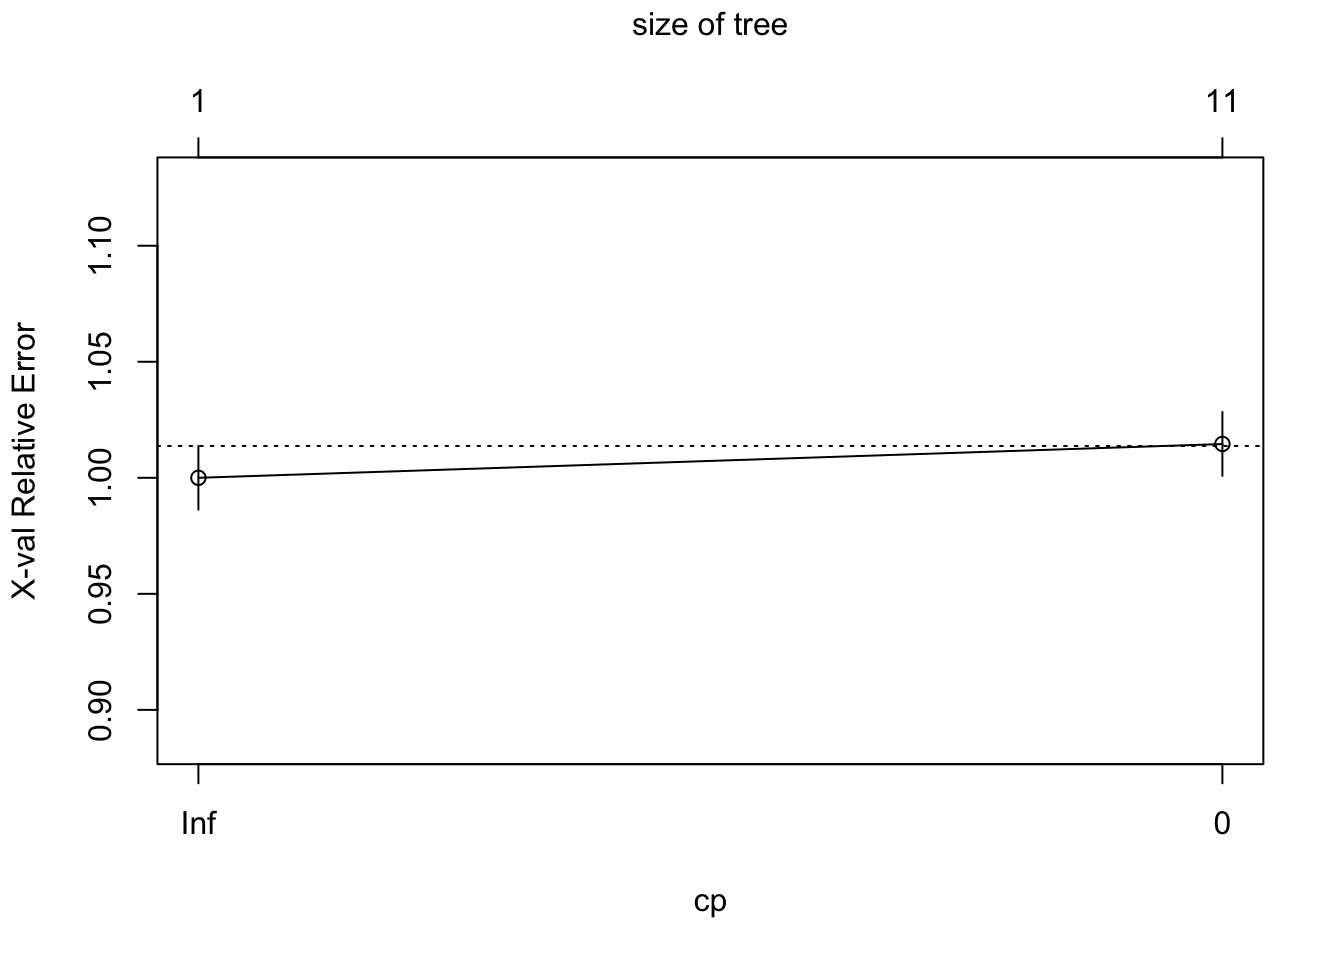 size of tree
1 11
1.10
1.05
1.00
0.95
0.90
X-val Relative Error
Inf 0
cp